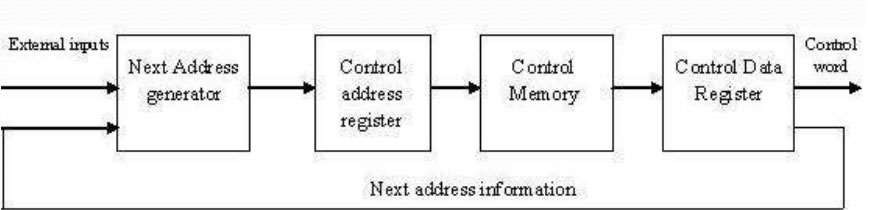 External inputs
Next Address
generator
Control
address
register
Control
Memory
Control Data
Register
Control
word
Next address information